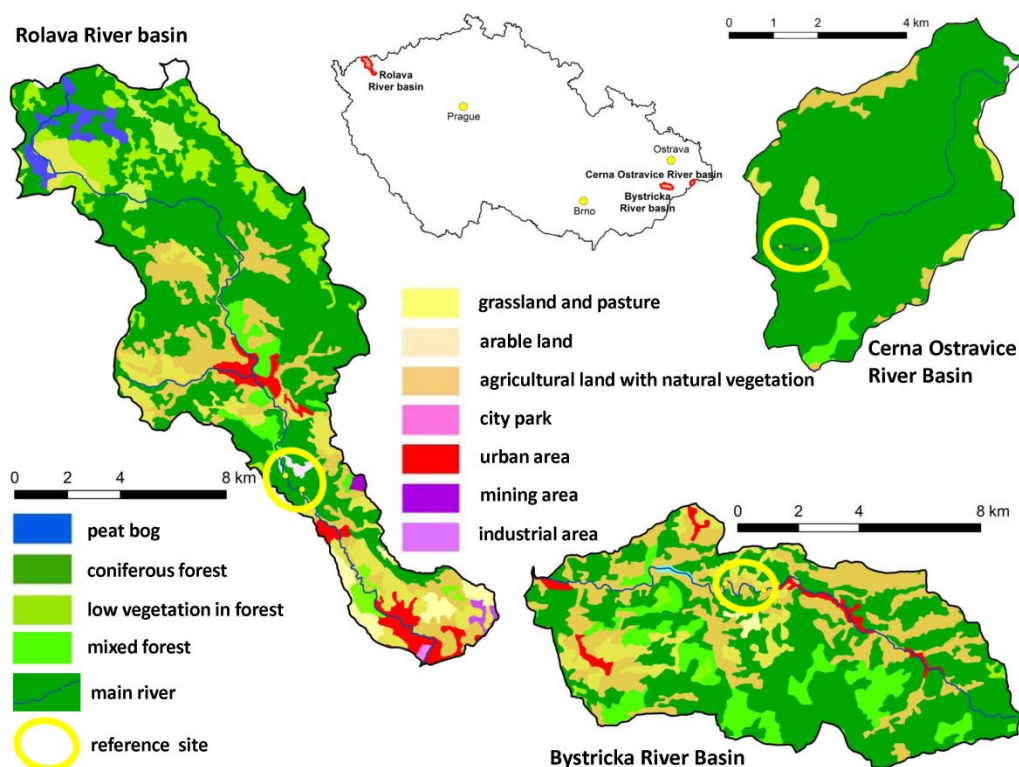 Rolava River basin
Rolava
River basin
Prague
Ostrava
Cerna Ostravice River basin
Bystricka
River basin
Brno
0 1 2 4 km
Cerna Ostravice
River Basin
grassland and pasture
arable land
agricultural land with natural vegetation
city park
urban area
mining area
industrial area
0 2 4 8 km
peat bog
coniferous forest
low vegetation in forest
mixed forest
main river
reference site
0 2 4 8 km
Bystricka River Basin